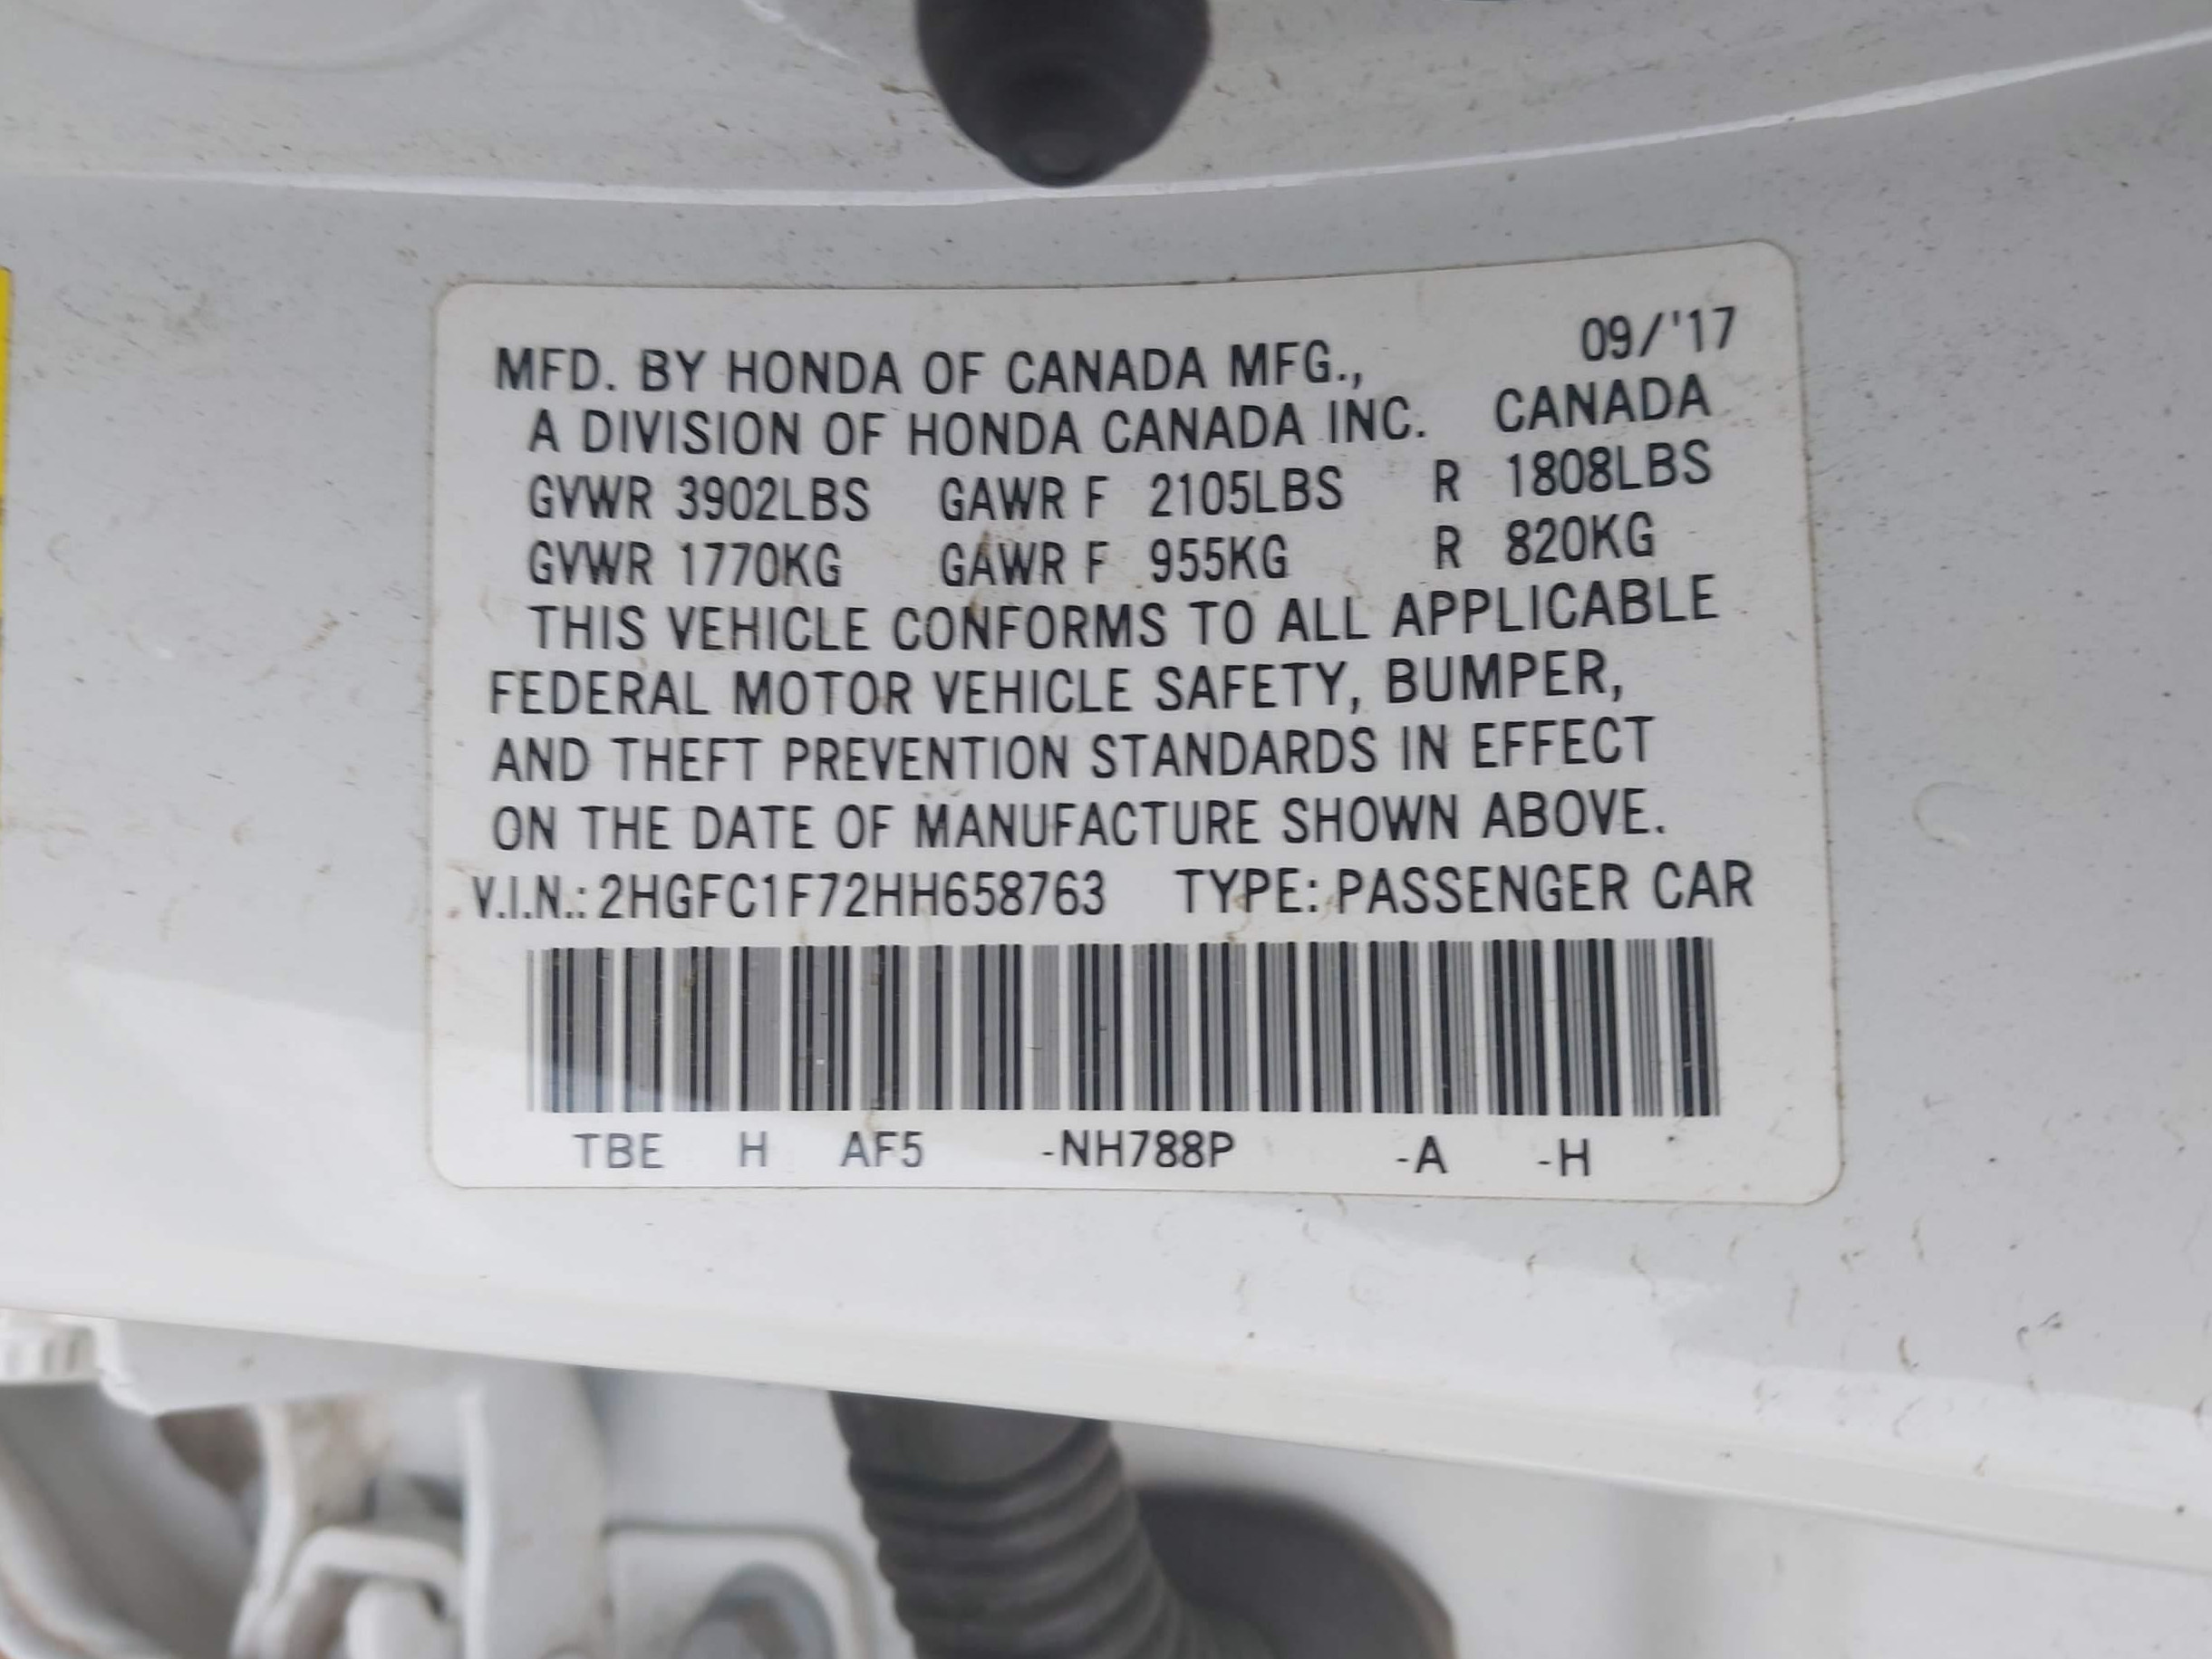 09/'17
MFD. BY HONDA OF CANADA MFG.,
A DIVISION OF HONDA CANADA INC. CANADA
GVWR 3902LBS GAWR F 2105LBS R 1808LBS
GVWR 1770KG GAWR F 955KG R 820KG
THIS VEHICLE CONFORMS TO ALL APPLICABLE
FEDERAL MOTOR VEHICLE SAFETY, BUMPER,
AND THEFT PREVENTION STANDARDS IN EFFECT
ON THE DATE OF MANUFACTURE SHOWN ABOVE.
V.I.N.: 2HGFC1F72HH658763 TYPE: PASSENGER CAR
TBE H AF5 -NH788P -A -H